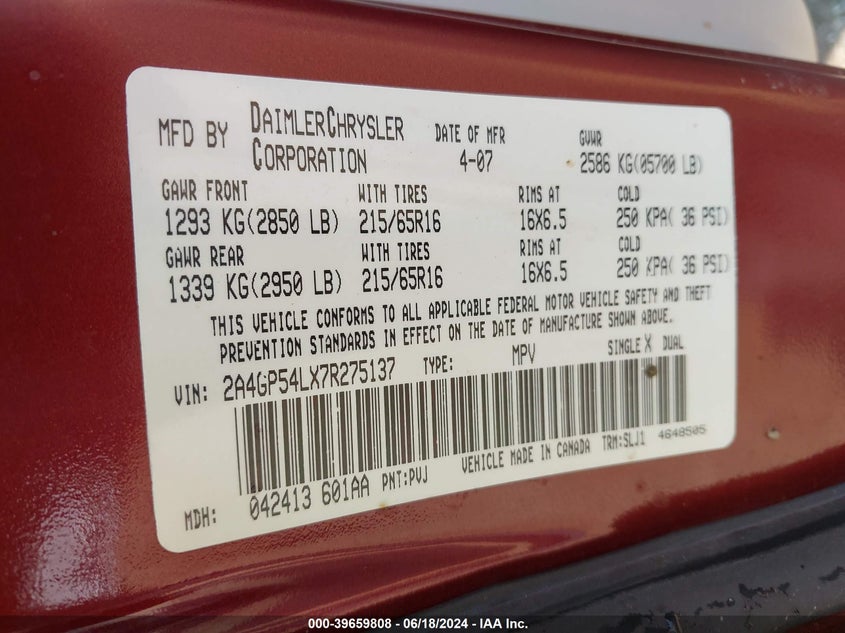 MFD BY DAIMLERCHRYSLER CORPORATION DATE OF MFR 4-07 GVWR 2586 KG(05700 LB)
GAWR FRONT WITH TIRES RIMS AT COLD
1293 KG(2850 LB) 215/65R16 16X6.5 250 KPA( 36 PSI)
GAWR REAR WITH TIRES RIMS AT COLD
1339 KG(2950 LB) 215/65R16 16X6.5 250 KPA( 36 PSI)
THIS VEHICLE CONFORMS TO ALL APPLICABLE FEDERAL MOTOR VEHICLE SAFETY AND THEFT
PREVENTION STANDARDS IN EFFECT ON THE DATE OF MANUFACTURE SHOWN ABOVE.
VIN: 2A4GP54LX7R275137 TYPE: MPV SINGLE X DUAL
MDH: 042413 601AA PNT:PVJ VEHICLE MADE IN CANADA TRM:SLJ1 4648505
000-39659808 - 06/18/2024 - IAA Inc.